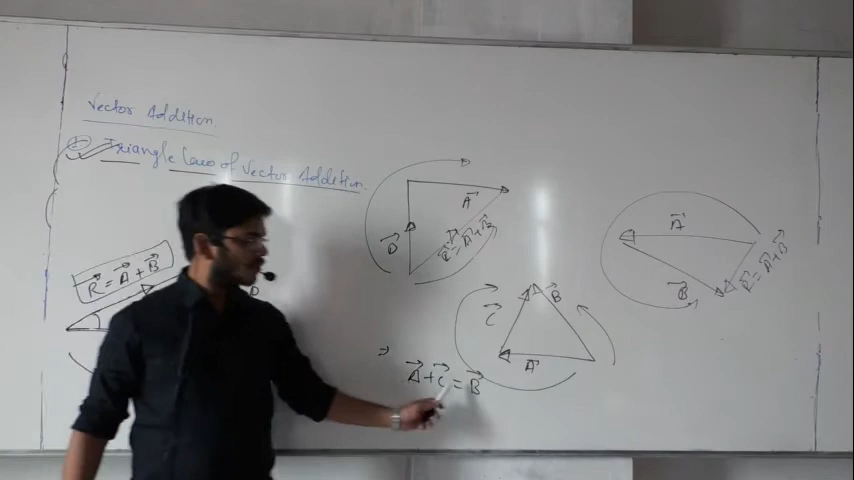 Vector Addition.
Triangle Law of Vector Addition.
R⃗ = A⃗ + B⃗
A⃗
B⃗
R⃗ = A⃗ + B⃗
A⃗
B⃗
R⃗ = A⃗ + B⃗
C⃗
B⃗
A⃗
⇒ A⃗ + C⃗ = B⃗